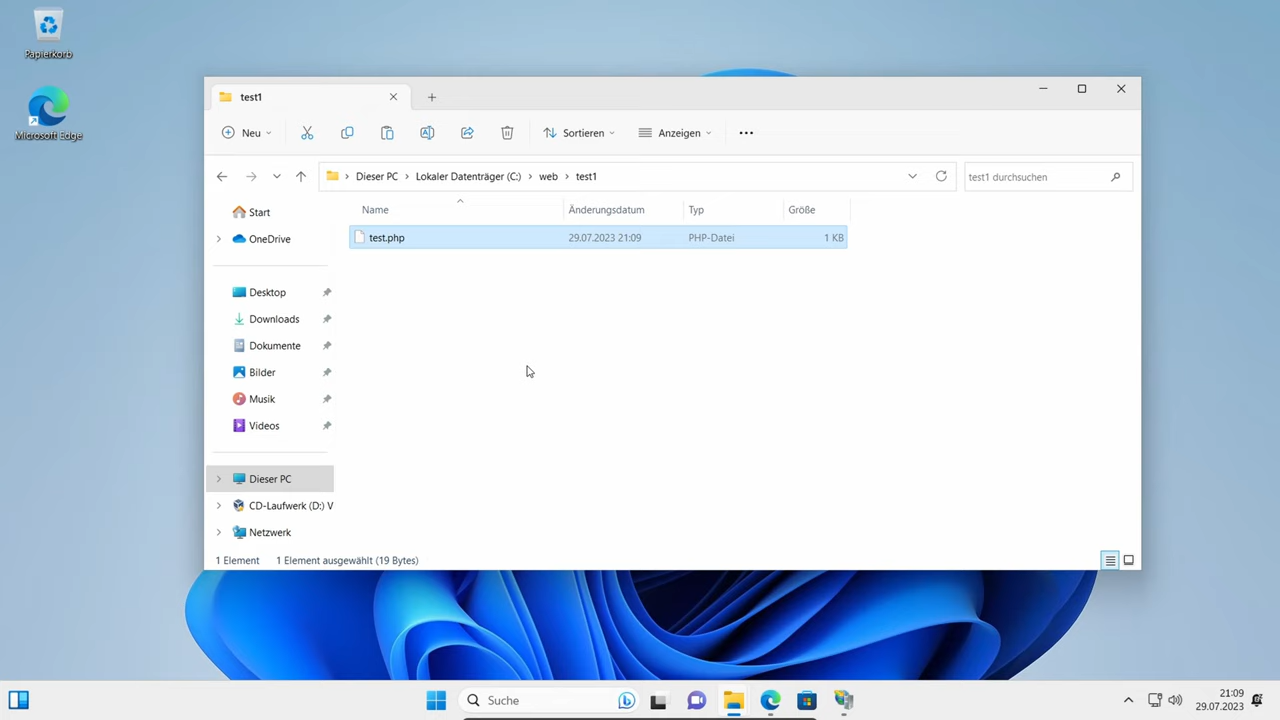 Papierkorb
Microsoft Edge
test1
Neu
Sortieren
Anzeigen
Dieser PC
Lokaler Datenträger (C:)
web
test1
test1 durchsuchen
Name
Änderungsdatum
Typ
Größe
test.php
29.07.2023 21:09
PHP-Datei
1 KB
Start
OneDrive
Desktop
Downloads
Dokumente
Bilder
Musik
Videos
Dieser PC
CD-Laufwerk (D:) V
Netzwerk
1 Element
1 Element ausgewählt (19 Bytes)
Suche
21:09
29.07.2023